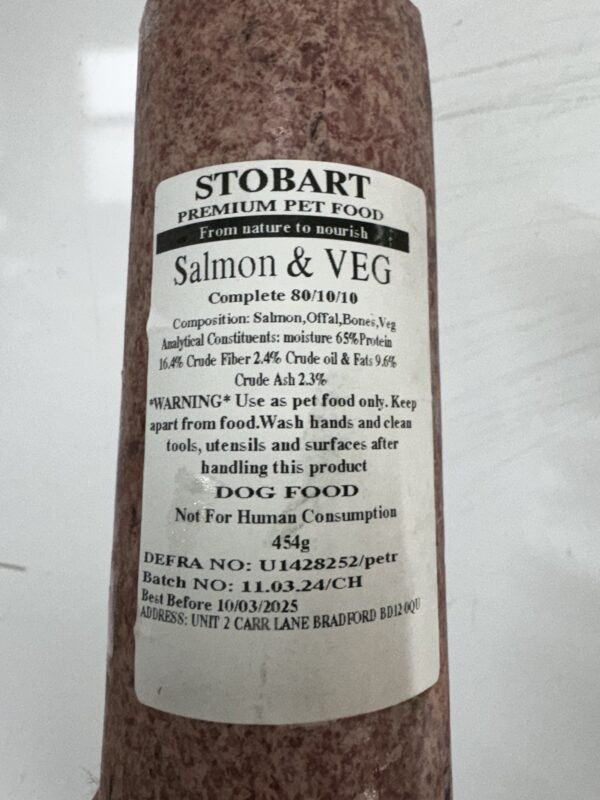 STOBART
PREMIUM PET FOOD
From nature to nourish
Salmon & VEG
Complete 80/10/10
Composition: Salmon,Offal,Bones,Veg
Analytical Constituents: moisture 65%Protein
16.4% Crude Fiber 2.4% Crude oil & Fats 9.6%
Crude Ash 2.3%
*WARNING* Use as pet food only. Keep
apart from food.Wash hands and clean
tools, utensils and surfaces after
handling this product
DOG FOOD
Not For Human Consumption
454g
DEFRA NO: U1428252/petr
Batch NO: 11.03.24/CH
Best Before 10/03/2025
ADDRESS: UNIT 2 CARR LANE BRADFORD BD12 0QU